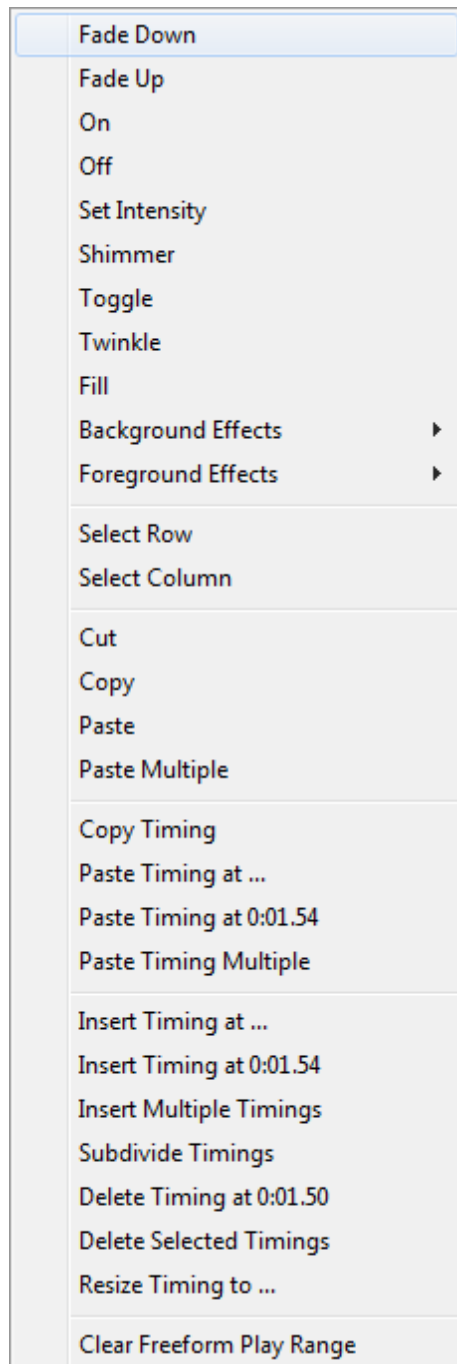 Fade Down
Fade Up
On
Off
Set Intensity
Shimmer
Toggle
Twinkle
Fill
Background Effects
Foreground Effects
Select Row
Select Column
Cut
Copy
Paste
Paste Multiple
Copy Timing
Paste Timing at ...
Paste Timing at 0:01.54
Paste Timing Multiple
Insert Timing at ...
Insert Timing at 0:01.54
Insert Multiple Timings
Subdivide Timings
Delete Timing at 0:01.50
Delete Selected Timings
Resize Timing to ...
Clear Freeform Play Range